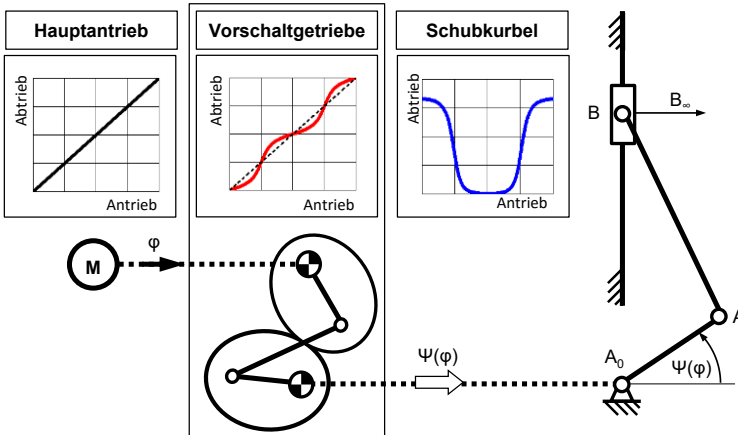 Hauptantrieb
Vorschaltgetriebe
Schubkurbel
Abtrieb
Antrieb
Abtrieb
Antrieb
Abtrieb
Antrieb
B
B∞
M
φ
A
A₀
Ψ(φ)
Ψ(φ)